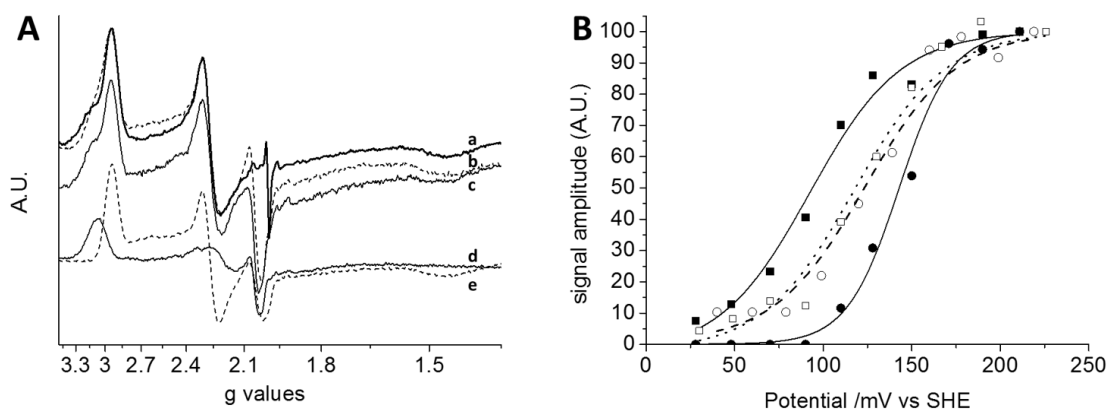 A
A.U.
a
b
c
d
e
3.3 3 2.7 2.4 2.1 1.8 1.5
g values
B
signal amplitude (A.U.)
100
90
80
70
60
50
40
30
20
10
0
0 50 100 150 200 250
Potential /mV vs SHE